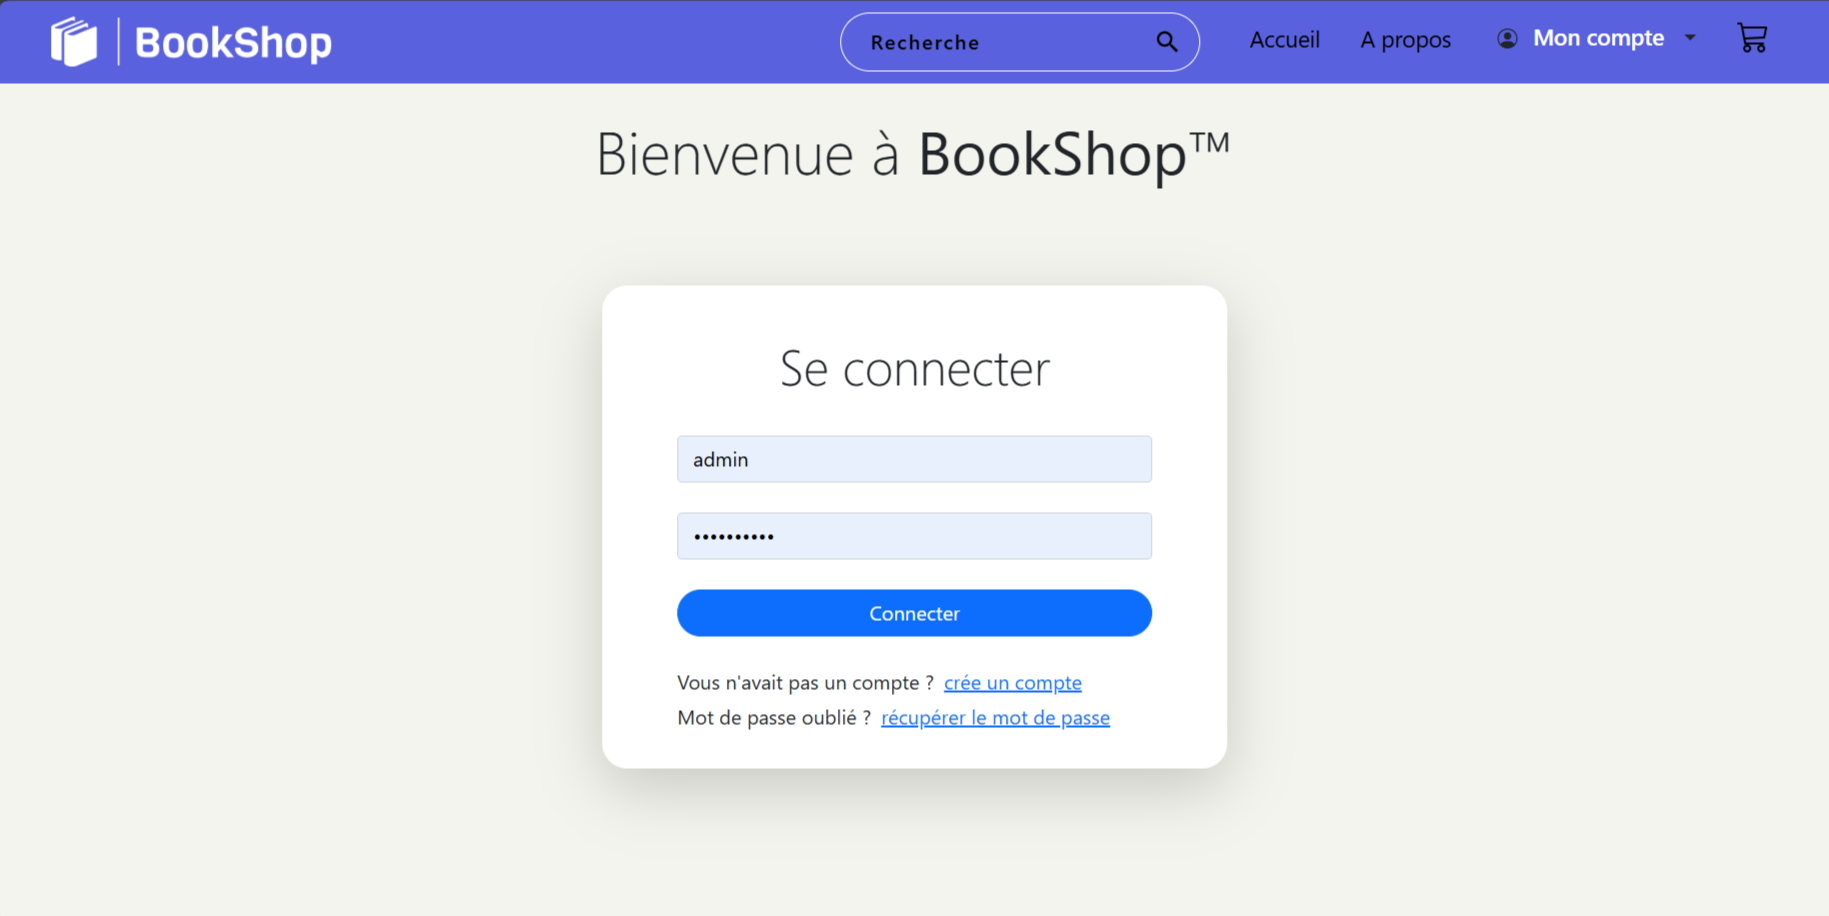 BookShop
Recherche
Accueil
A propos
Mon compte
Bienvenue à BookShop™
Se connecter
admin
••••••••••
Connecter
Vous n'avait pas un compte ? crée un compte
Mot de passe oublié ? récupérer le mot de passe